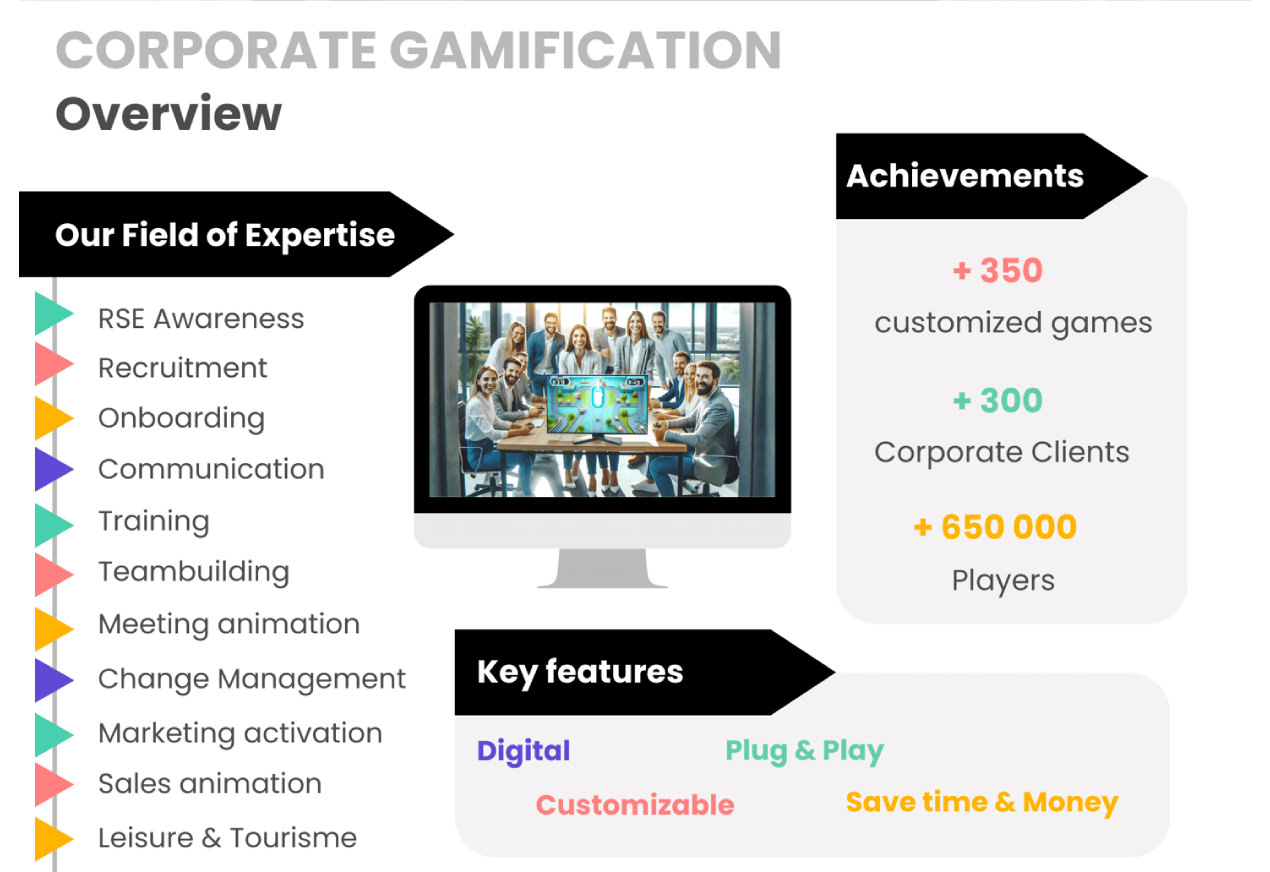 CORPORATE GAMIFICATION
Overview
Our Field of Expertise
RSE Awareness
Recruitment
Onboarding
Communication
Training
Teambuilding
Meeting animation
Change Management
Marketing activation
Sales animation
Leisure & Tourisme
Achievements
+ 350
customized games
+ 300
Corporate Clients
+ 650 000
Players
Key features
Digital
Plug & Play
Customizable
Save time & Money